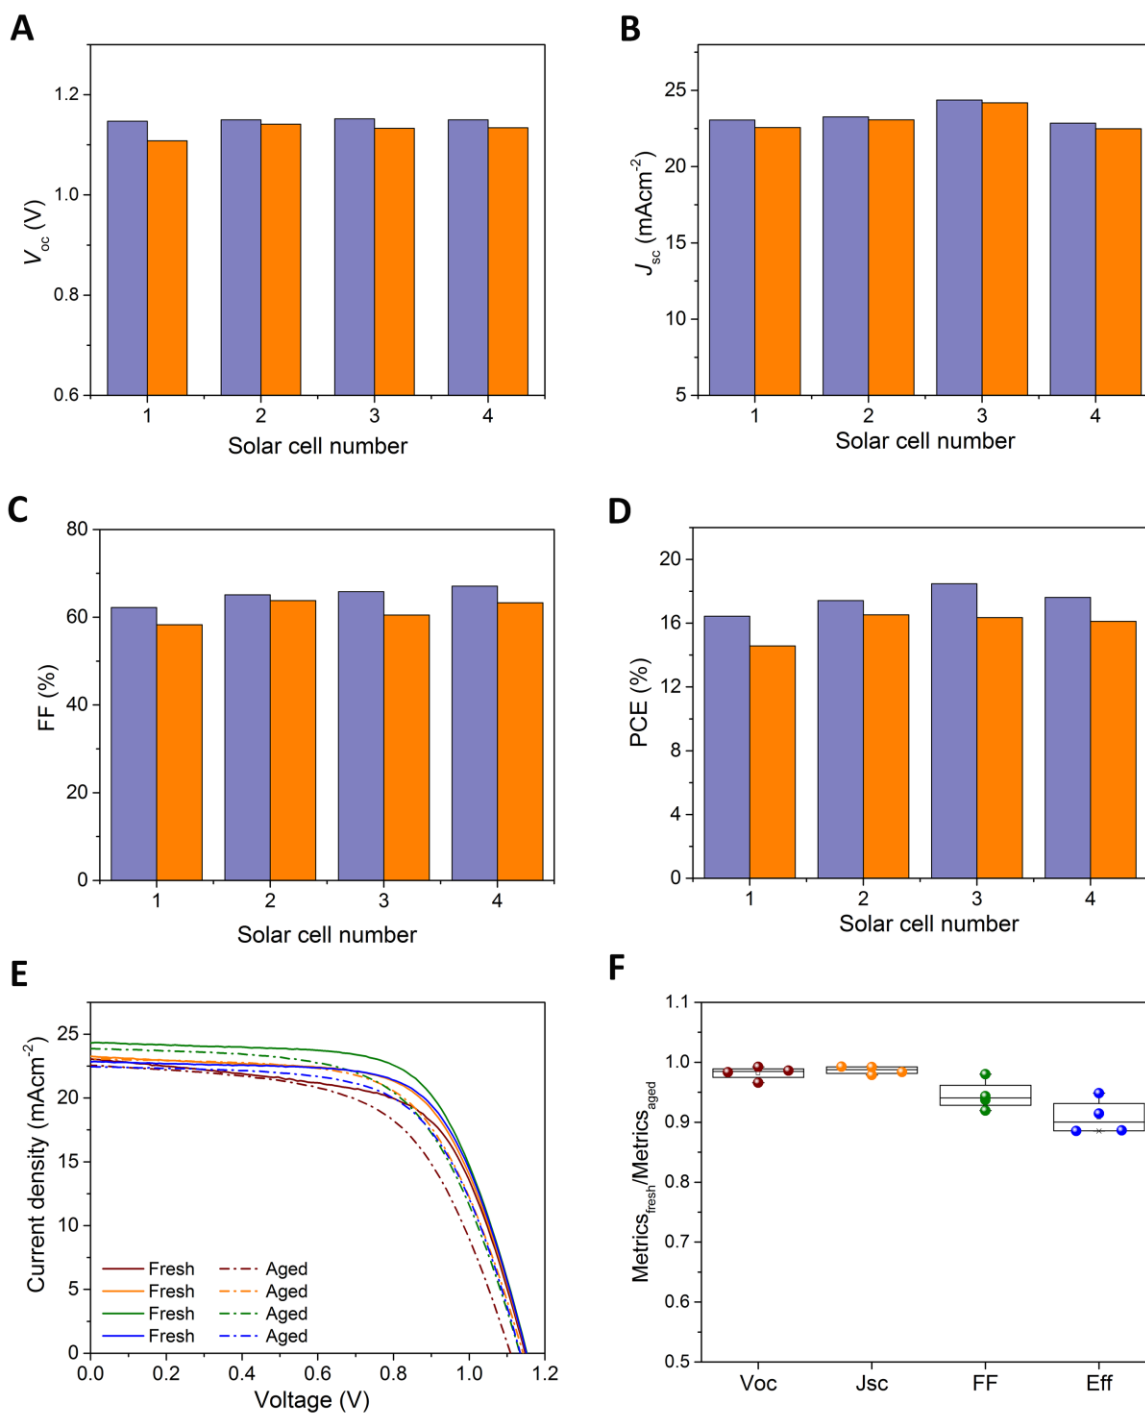 A
1.2
1.0
0.8
0.6
V_oc (V)
1 2 3 4
Solar cell number
B
25
20
15
10
5
J_sc (mAcm⁻²)
1 2 3 4
Solar cell number
C
80
60
40
20
0
FF (%)
1 2 3 4
Solar cell number
D
20
16
12
8
4
0
PCE (%)
1 2 3 4
Solar cell number
E
25
20
15
10
5
0
Current density (mAcm⁻²)
Fresh Aged
Fresh Aged
Fresh Aged
Fresh Aged
0.0 0.2 0.4 0.6 0.8 1.0 1.2
Voltage (V)
F
1.1
1.0
0.9
0.8
0.7
0.6
0.5
Metrics_fresh/Metrics_aged
Voc Jsc FF Eff